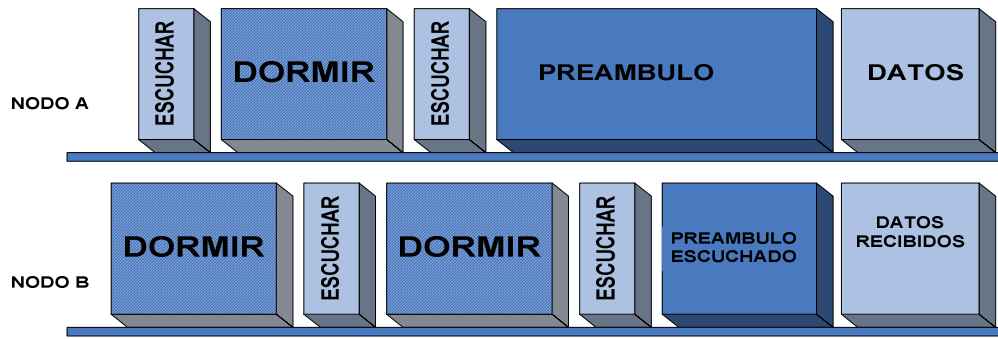 NODO A
ESCUCHAR
DORMIR
ESCUCHAR
PREAMBULO
DATOS
NODO B
DORMIR
ESCUCHAR
DORMIR
ESCUCHAR
PREAMBULO
ESCUCHADO
DATOS
RECIBIDOS